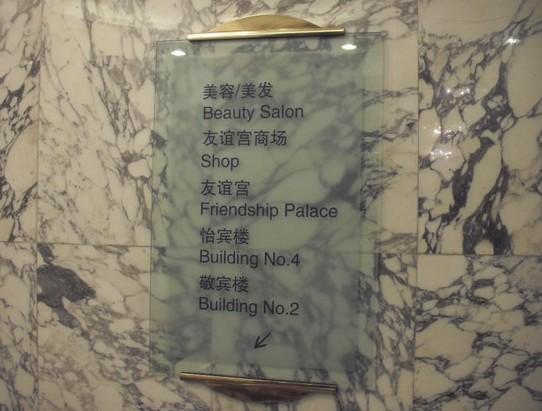 美容/美发
Beauty Salon
友谊宫商场
Shop
友谊宫
Friendship Palace
怡宾楼
Building No.4
敬宾楼
Building No.2